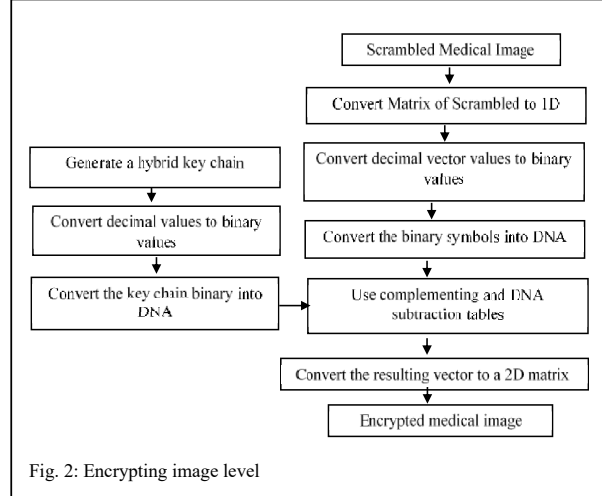 Scrambled Medical Image
Convert Matrix of Scrambled to 1D
Generate a hybrid key chain
Convert decimal vector values to binary
values
Convert decimal values to binary
values
Convert the binary symbols into DNA
Convert the key chain binary into
DNA
Use complementing and DNA
subtraction tables
Convert the resulting vector to a 2D matrix
Encrypted medical image
Fig. 2: Encrypting image level